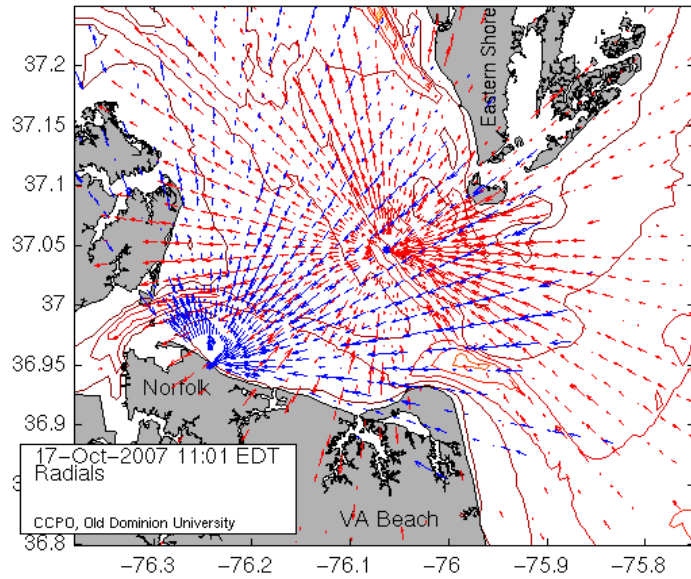 37.2
37.15
37.1
37.05
37
36.95
36.9
36.8
Eastern Shore
Norfolk
VA Beach
17-Oct-2007 11:01 EDT
Radials
CCPO, Old Dominion University
-76.3
-76.2
-76.1
-76
-75.9
-75.8